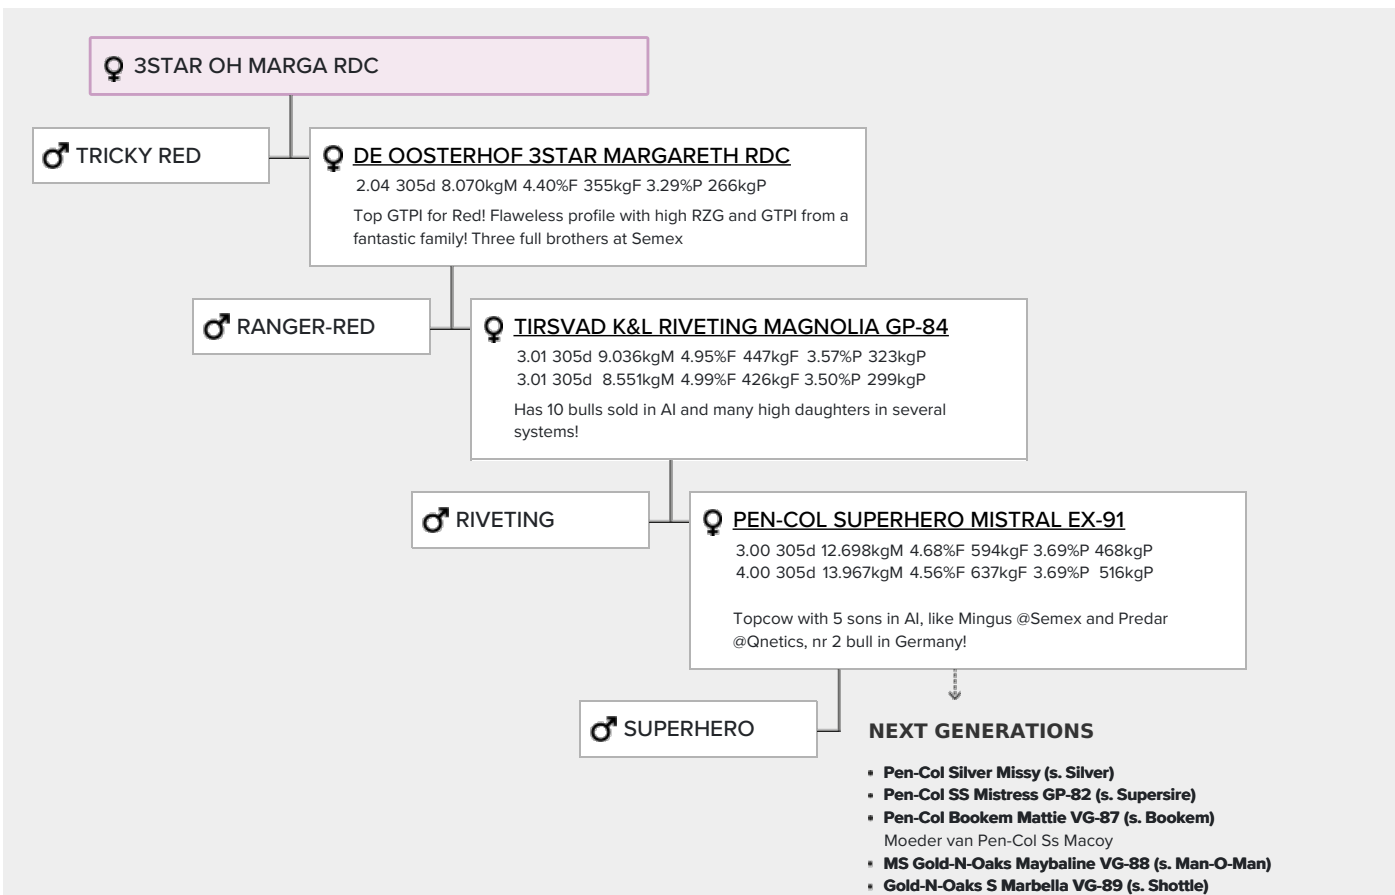 3STAR OH MARGA RDC
TRICKY RED
DE OOSTERHOF 3STAR MARGARETH RDC
2.04 305d 8.070kgM 4.40%F 355kgF 3.29%P 266kgP
Top GTPI for Red! Flaweless profile with high RZG and GTPI from a
fantastic family! Three full brothers at Semex
RANGER-RED
TIRSVAD K&L RIVETING MAGNOLIA GP-84
3.01 305d 9.036kgM 4.95%F 447kgF 3.57%P 323kgP
3.01 305d 8.551kgM 4.99%F 426kgF 3.50%P 299kgP
Has 10 bulls sold in AI and many high daughters in several
systems!
RIVETING
PEN-COL SUPERHERO MISTRAL EX-91
3.00 305d 12.698kgM 4.68%F 594kgF 3.69%P 468kgP
4.00 305d 13.967kgM 4.56%F 637kgF 3.69%P 516kgP
Topcow with 5 sons in AI, like Mingus @Semex and Predar
@Qnetics, nr 2 bull in Germany!
SUPERHERO
NEXT GENERATIONS
• Pen-Col Silver Missy (s. Silver)
• Pen-Col SS Mistress GP-82 (s. Supersire)
• Pen-Col Bookem Mattie VG-87 (s. Bookem)
Moeder van Pen-Col Ss Macoy
• MS Gold-N-Oaks Maybaline VG-88 (s. Man-O-Man)
• Gold-N-Oaks S Marbella VG-89 (s. Shottle)